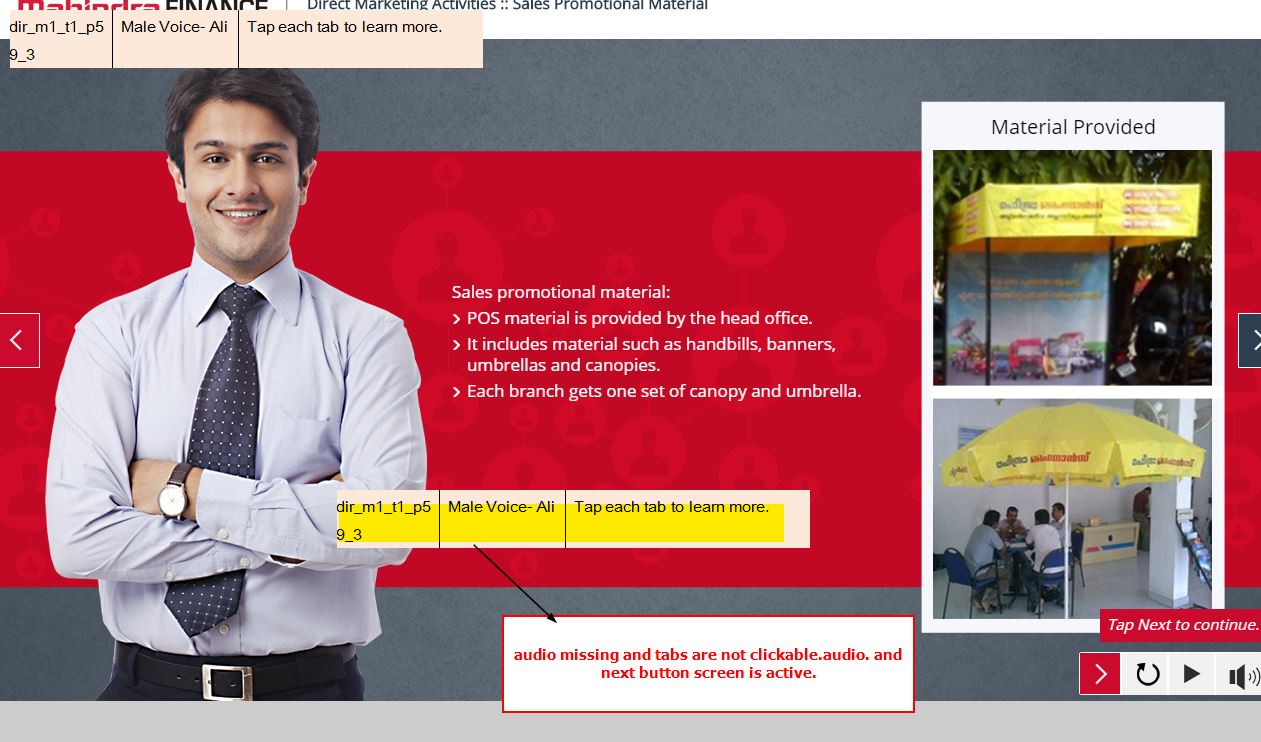 Mahindra FINANCE
Direct Marketing Activities :: Sales Promotional Material
dir_m1_t1_p5
9_3
Male Voice- Ali
Tap each tab to learn more.
Material Provided
Sales promotional material:
POS material is provided by the head office.
It includes material such as handbills, banners,
umbrellas and canopies.
Each branch gets one set of canopy and umbrella.
dir_m1_t1_p5
9_3
Male Voice- Ali
Tap each tab to learn more.
audio missing and tabs are not clickable.audio. and
next button screen is active.
Tap Next to continue.